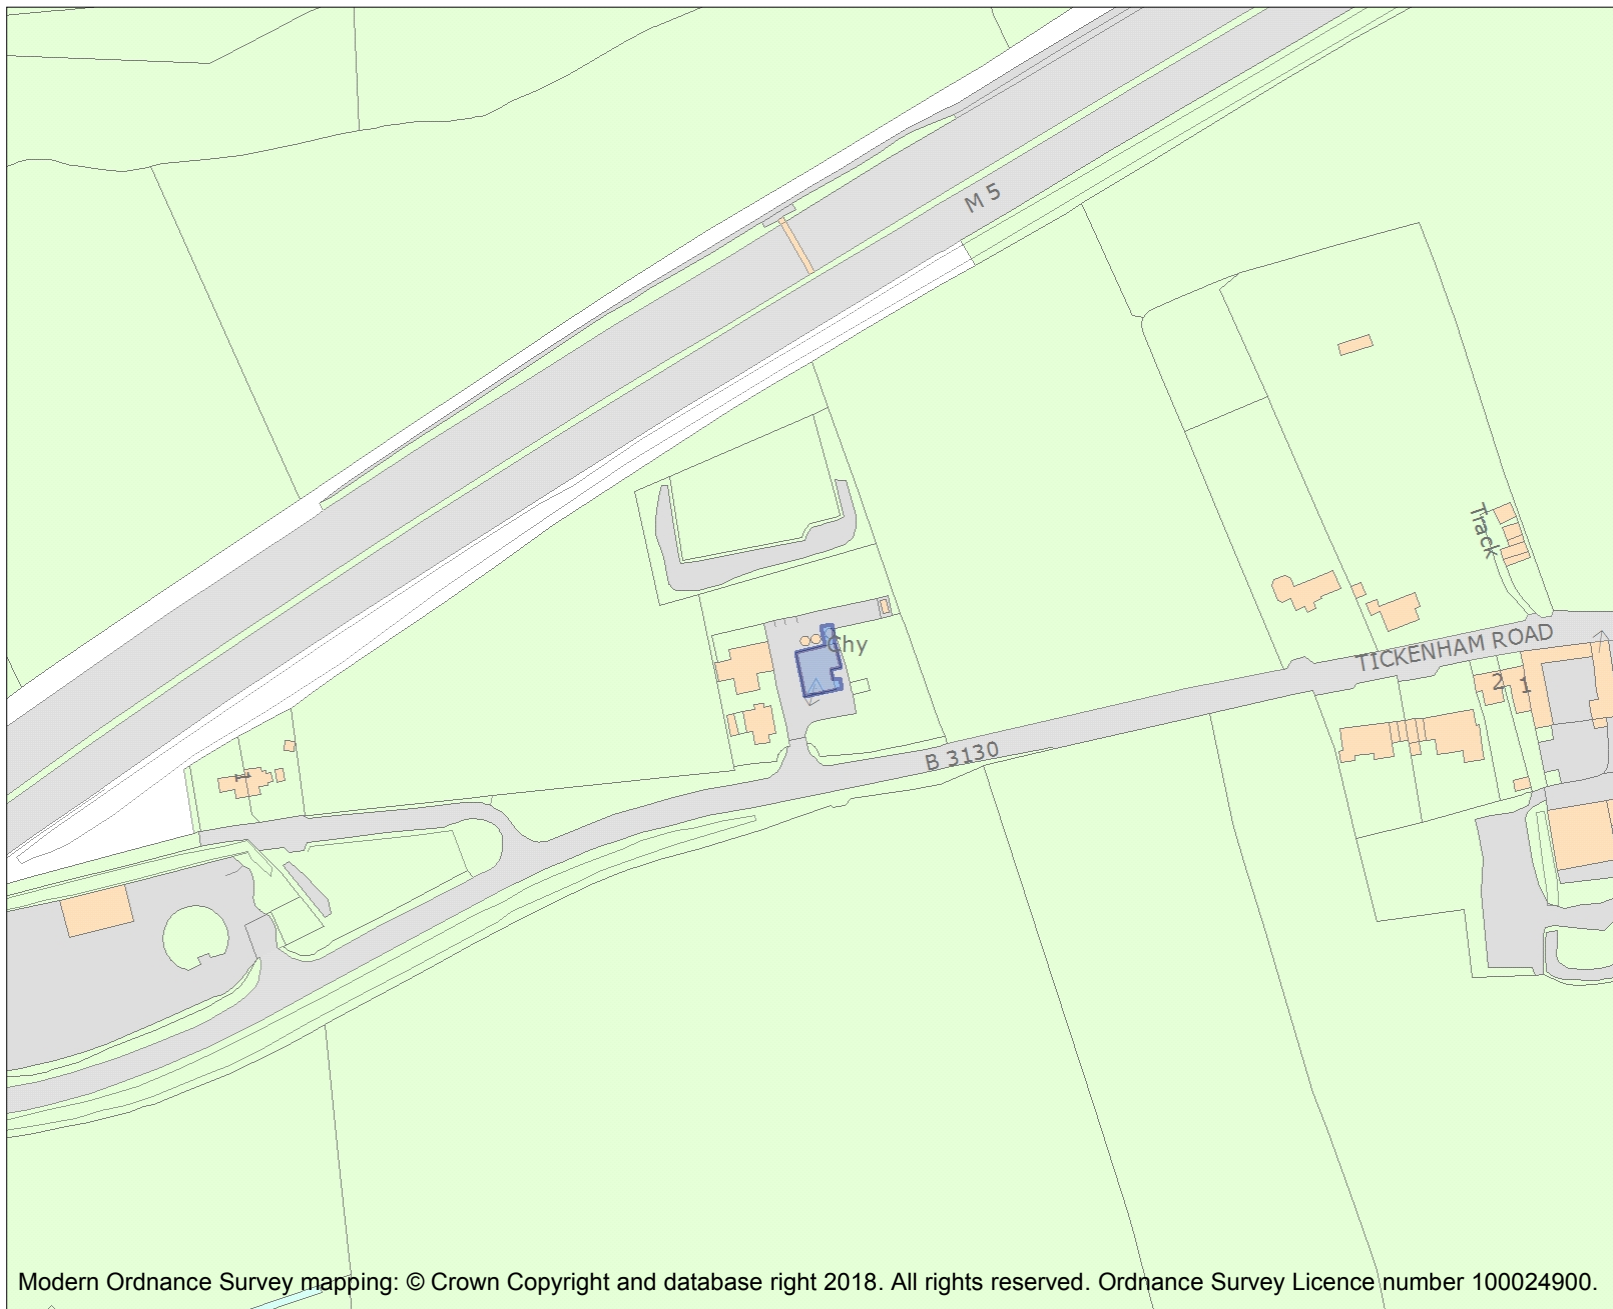 M 5
Track
Chy
TICKENHAM ROAD
2
1
B 3130
1
Modern Ordnance Survey mapping: © Crown Copyright and database right 2018. All rights reserved. Ordnance Survey Licence number 100024900.